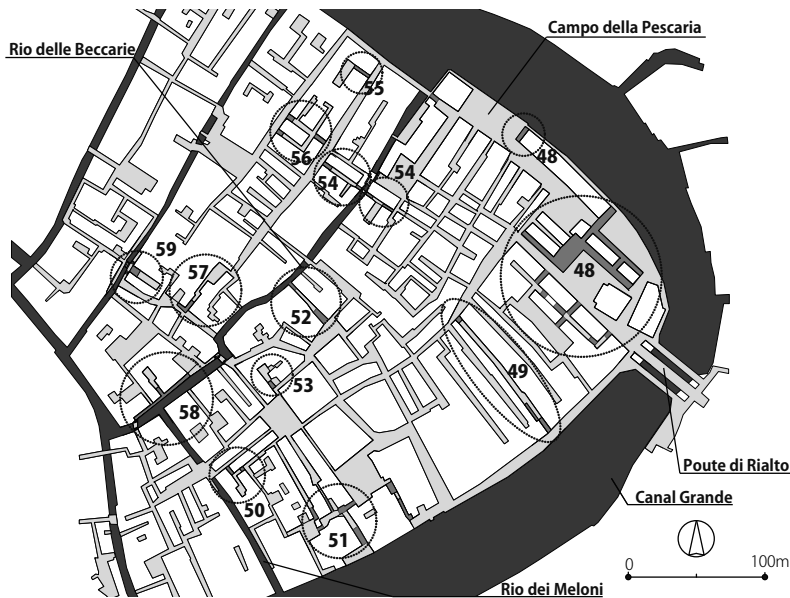 Campo della Pescaria
Rio delle Beccarie
55
56
48
54
54
59
57
48
52
49
53
58
Poute di Rialto
50
Canal Grande
51
0
100m
Rio dei Meloni